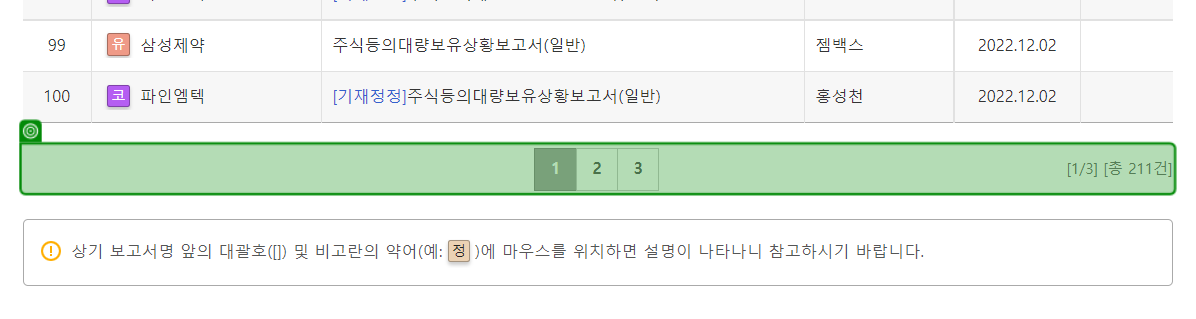 99 유 삼성제약 주식등의대량보유상황보고서(일반) 젬백스 2022.12.02
100 코 파인엠텍 [기재정정]주식등의대량보유상황보고서(일반) 홍성천 2022.12.02
1 2 3 [1/3] [총 211건]
상기 보고서명 앞의 대괄호([]) 및 비고란의 약어(예: 정 )에 마우스를 위치하면 설명이 나타나니 참고하시기 바랍니다.